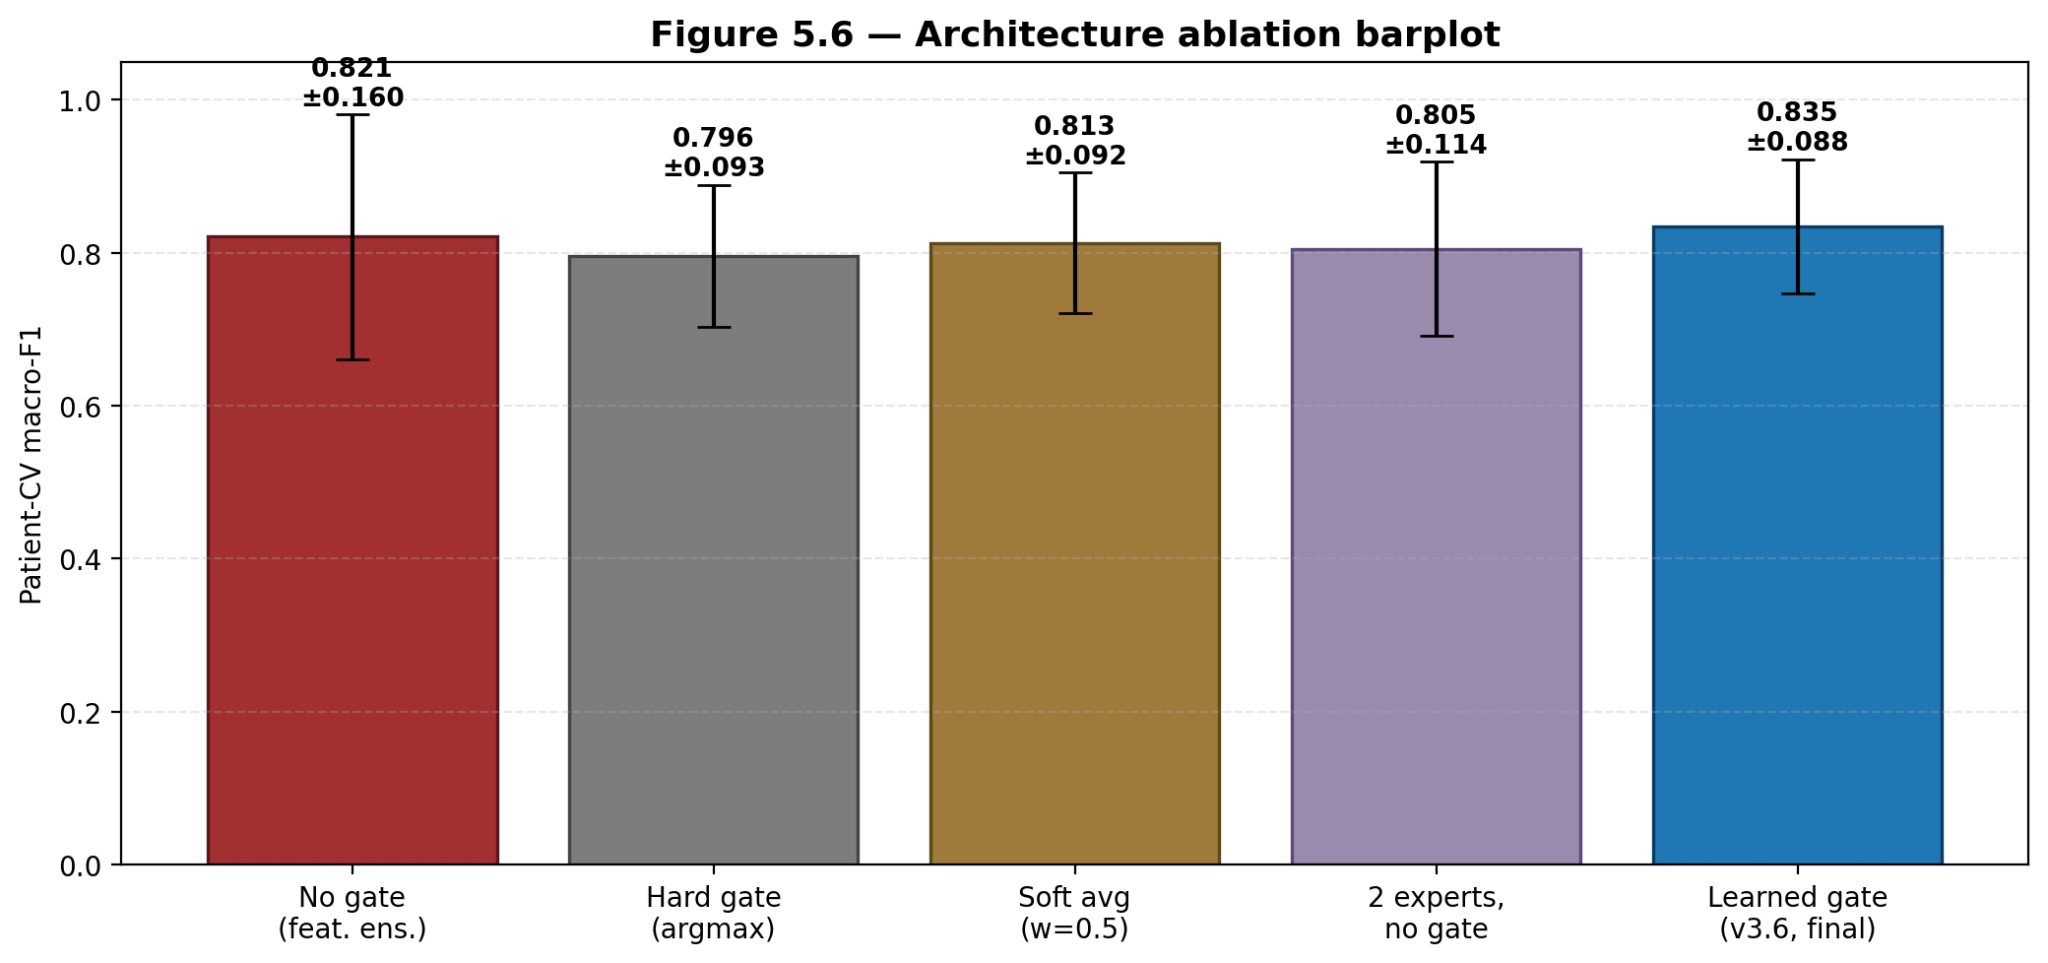 Figure 5.6 — Architecture ablation barplot
Patient-CV macro-F1
1.0
0.8
0.6
0.4
0.2
0.0
0.821
±0.160
0.796
±0.093
0.813
±0.092
0.805
±0.114
0.835
±0.088
No gate
(feat. ens.)
Hard gate
(argmax)
Soft avg
(w=0.5)
2 experts,
no gate
Learned gate
(v3.6, final)